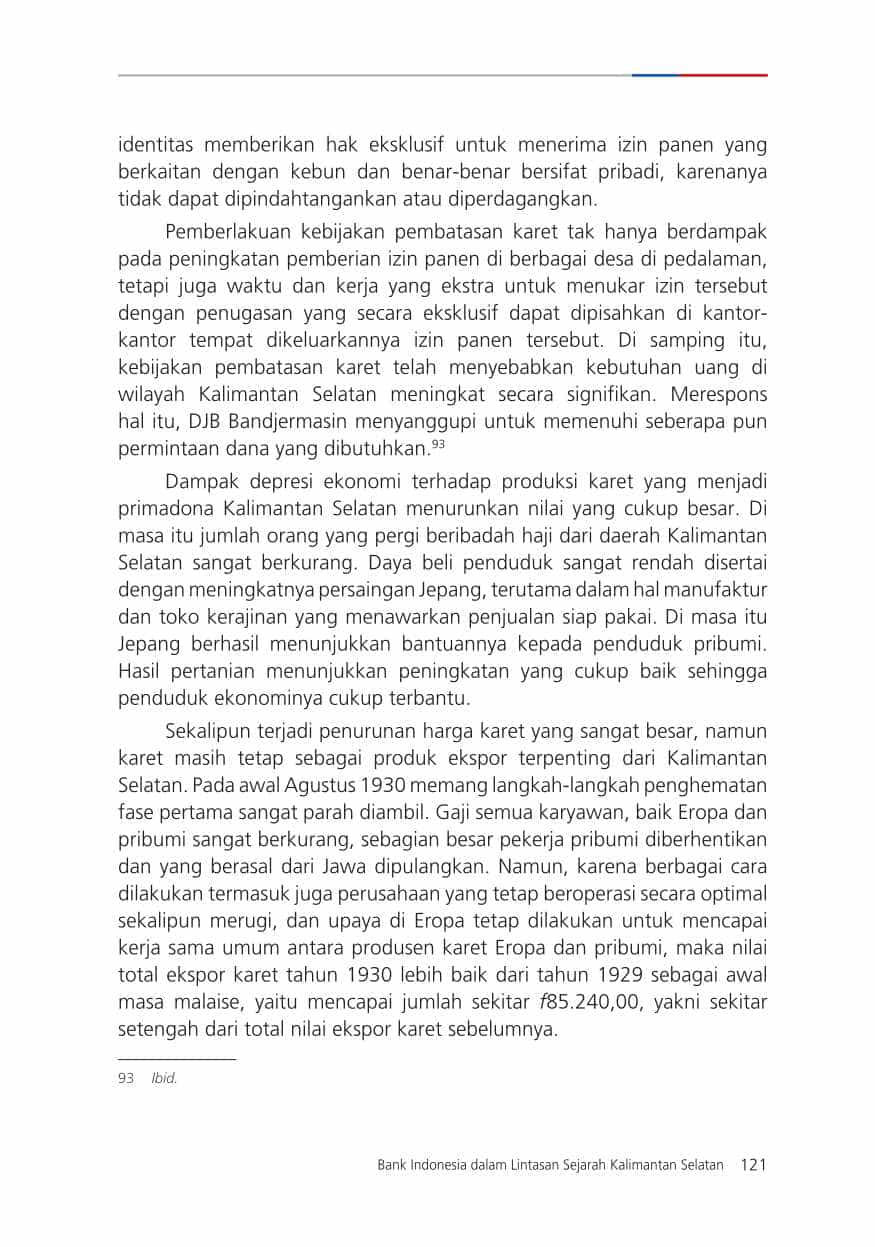 identitas memberikan hak eksklusif untuk menerima izin panen yang
berkaitan dengan kebun dan benar-benar bersifat pribadi, karenanya
tidak dapat dipindahtangankan atau diperdagangkan.
Pemberlakuan kebijakan pembatasan karet tak hanya berdampak
pada peningkatan pemberian izin panen di berbagai desa di pedalaman,
tetapi juga waktu dan kerja yang ekstra untuk menukar izin tersebut
dengan penugasan yang secara eksklusif dapat dipisahkan di kantor-
kantor tempat dikeluarkannya izin panen tersebut. Di samping itu,
kebijakan pembatasan karet telah menyebabkan kebutuhan uang di
wilayah Kalimantan Selatan meningkat secara signifikan. Merespons
hal itu, DJB Bandjermasin menyanggupi untuk memenuhi seberapa pun
permintaan dana yang dibutuhkan.93
Dampak depresi ekonomi terhadap produksi karet yang menjadi
primadona Kalimantan Selatan menurunkan nilai yang cukup besar. Di
masa itu jumlah orang yang pergi beribadah haji dari daerah Kalimantan
Selatan sangat berkurang. Daya beli penduduk sangat rendah disertai
dengan meningkatnya persaingan Jepang, terutama dalam hal manufaktur
dan toko kerajinan yang menawarkan penjualan siap pakai. Di masa itu
Jepang berhasil menunjukkan bantuannya kepada penduduk pribumi.
Hasil pertanian menunjukkan peningkatan yang cukup baik sehingga
penduduk ekonominya cukup terbantu.
Sekalipun terjadi penurunan harga karet yang sangat besar, namun
karet masih tetap sebagai produk ekspor terpenting dari Kalimantan
Selatan. Pada awal Agustus 1930 memang langkah-langkah penghematan
fase pertama sangat parah diambil. Gaji semua karyawan, baik Eropa dan
pribumi sangat berkurang, sebagian besar pekerja pribumi diberhentikan
dan yang berasal dari Jawa dipulangkan. Namun, karena berbagai cara
dilakukan termasuk juga perusahaan yang tetap beroperasi secara optimal
sekalipun merugi, dan upaya di Eropa tetap dilakukan untuk mencapai
kerja sama umum antara produsen karet Eropa dan pribumi, maka nilai
total ekspor karet tahun 1930 lebih baik dari tahun 1929 sebagai awal
masa malaise, yaitu mencapai jumlah sekitar f85.240,00, yakni sekitar
setengah dari total nilai ekspor karet sebelumnya.
93 Ibid.
Bank Indonesia dalam Lintasan Sejarah Kalimantan Selatan 121